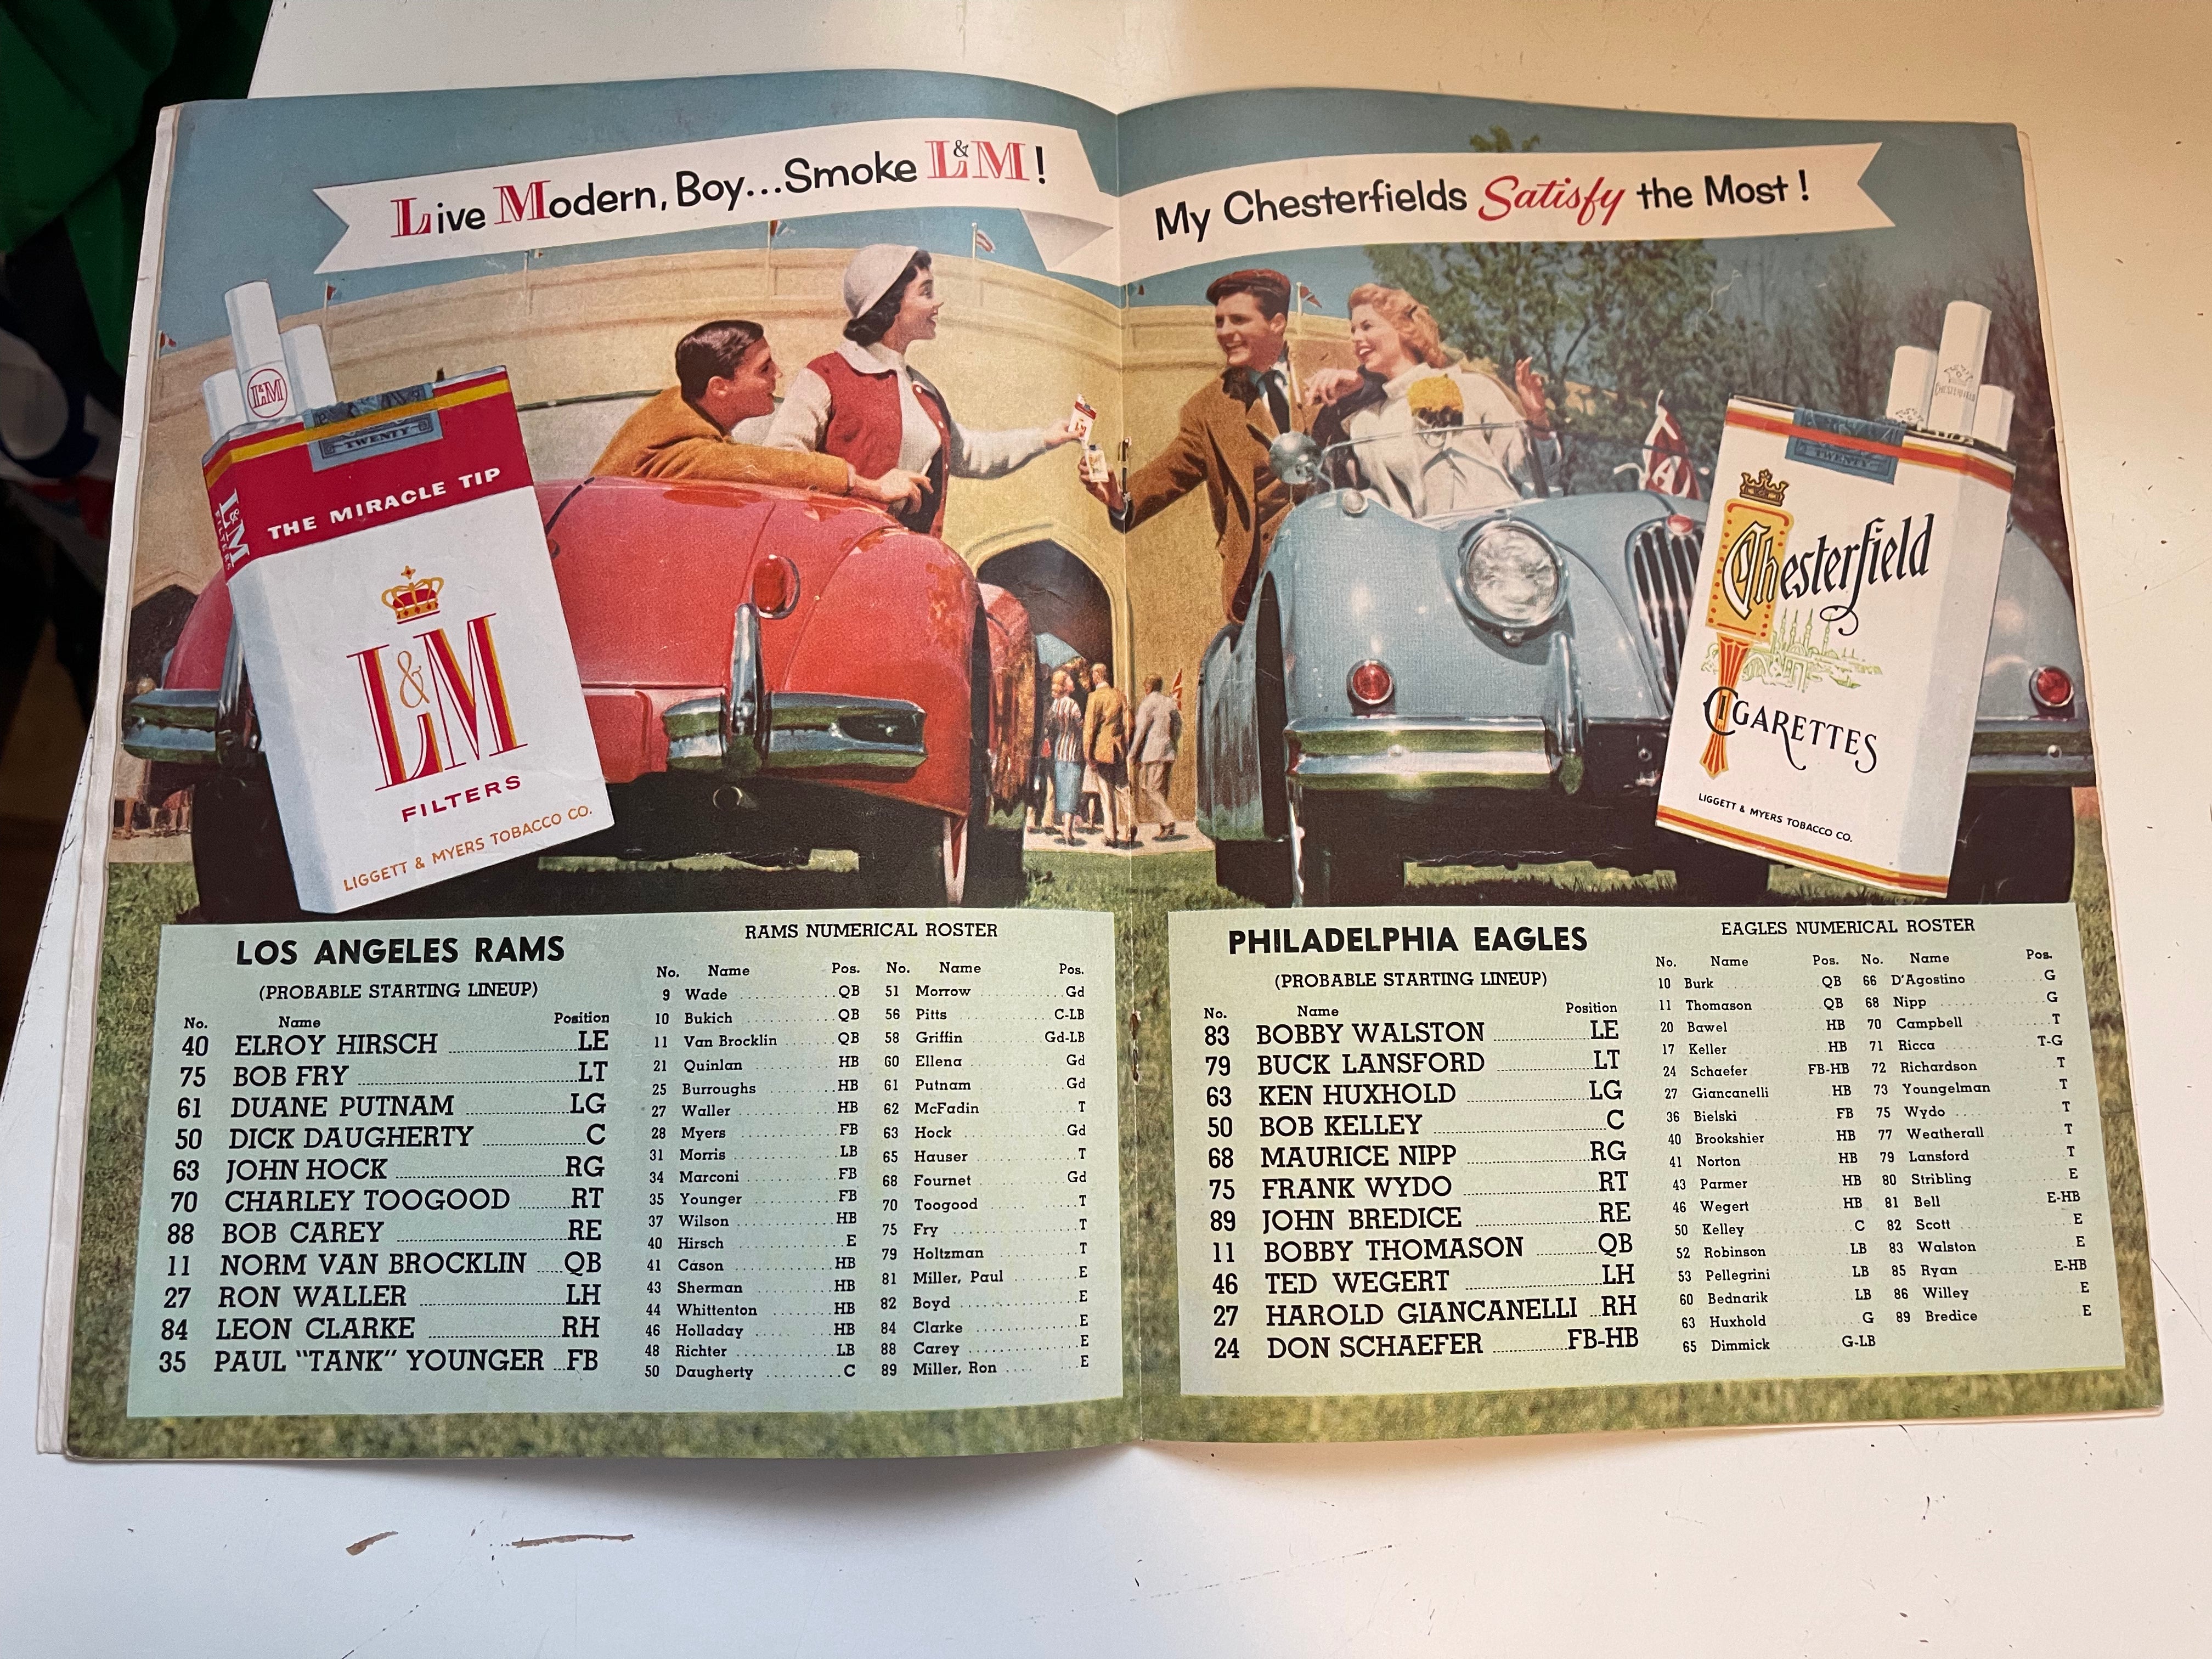 Live Modern, Boy...Smoke L&M!
My Chesterfields Satisfy the Most!
L&M
TWENTY
THE MIRACLE TIP
L&M
FILTERS
L&M
FILTERS
LIGGETT & MYERS TOBACCO CO.
CHESTERFIELD
TWENTY
Chesterfield
CIGARETTES
LIGGETT & MYERS TOBACCO CO.
LOS ANGELES RAMS
(PROBABLE STARTING LINEUP)
No. Name Position
40 ELROY HIRSCH LE
75 BOB FRY LT
61 DUANE PUTNAM LG
50 DICK DAUGHERTY C
63 JOHN HOCK RG
70 CHARLEY TOOGOOD RT
88 BOB CAREY RE
11 NORM VAN BROCKLIN QB
27 RON WALLER LH
84 LEON CLARKE RH
35 PAUL "TANK" YOUNGER FB
RAMS NUMERICAL ROSTER
No. Name Pos.
9 Wade QB
10 Bukich QB
11 Van Brocklin QB
21 Quinlan HB
25 Burroughs HB
27 Waller HB
28 Myers FB
31 Morris LB
34 Marconi FB
35 Younger FB
37 Wilson HB
40 Hirsch E
41 Cason HB
43 Sherman HB
44 Whittenton HB
46 Holladay HB
48 Richter LB
50 Daugherty C
No. Name Pos.
51 Morrow Gd
56 Pitts C-LB
58 Griffin Gd-LB
60 Ellena Gd
61 Putnam Gd
62 McFadin T
63 Hock Gd
65 Hauser T
68 Fournet Gd
70 Toogood T
75 Fry T
79 Holtzman T
81 Miller, Paul E
82 Boyd E
84 Clarke E
88 Carey E
89 Miller, Ron E
PHILADELPHIA EAGLES
(PROBABLE STARTING LINEUP)
No. Name Position
83 BOBBY WALSTON LE
79 BUCK LANSFORD LT
63 KEN HUXHOLD LG
50 BOB KELLEY C
68 MAURICE NIPP RG
75 FRANK WYDO RT
89 JOHN BREDICE RE
11 BOBBY THOMASON QB
46 TED WEGERT LH
27 HAROLD GIANCANELLI RH
24 DON SCHAEFER FB-HB
EAGLES NUMERICAL ROSTER
No. Name Pos.
10 Burk QB
11 Thomason QB
20 Bawel HB
17 Keller HB
24 Schaefer FB-HB
27 Giancanelli HB
36 Bielski FB
40 Brookshier HB
41 Norton HB
43 Parmer HB
46 Wegert HB
50 Kelley C
52 Robinson LB
53 Pellegrini LB
60 Bednarik LB
63 Huxhold G
65 Dimmick G-LB
No. Name Pos.
66 D'Agostino G
68 Nipp G
70 Campbell T
71 Ricca T-G
72 Richardson T
73 Youngelman T
75 Wydo T
77 Weatherall T
79 Lansford T
80 Stribling E
81 Bell E-HB
82 Scott E
83 Walston E
85 Ryan E-HB
86 Willey E
89 Bredice E